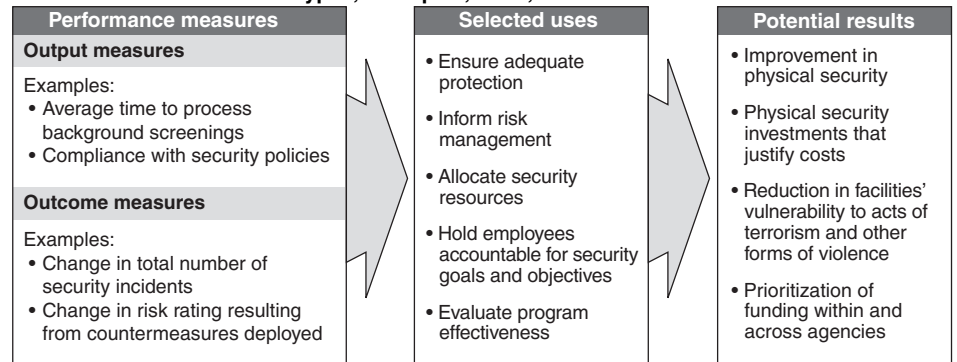 Performance measures
Output measures
Examples:
• Average time to process
background screenings
• Compliance with security policies
Outcome measures
Examples:
• Change in total number of
security incidents
• Change in risk rating resulting
from countermeasures deployed
Selected uses
• Ensure adequate
protection
• Inform risk
management
• Allocate security
resources
• Hold employees
accountable for security
goals and objectives
• Evaluate program
effectiveness
Potential results
• Improvement in
physical security
• Physical security
investments that
justify costs
• Reduction in facilities'
vulnerability to acts of
terrorism and other
forms of violence
• Prioritization of
funding within and
across agencies